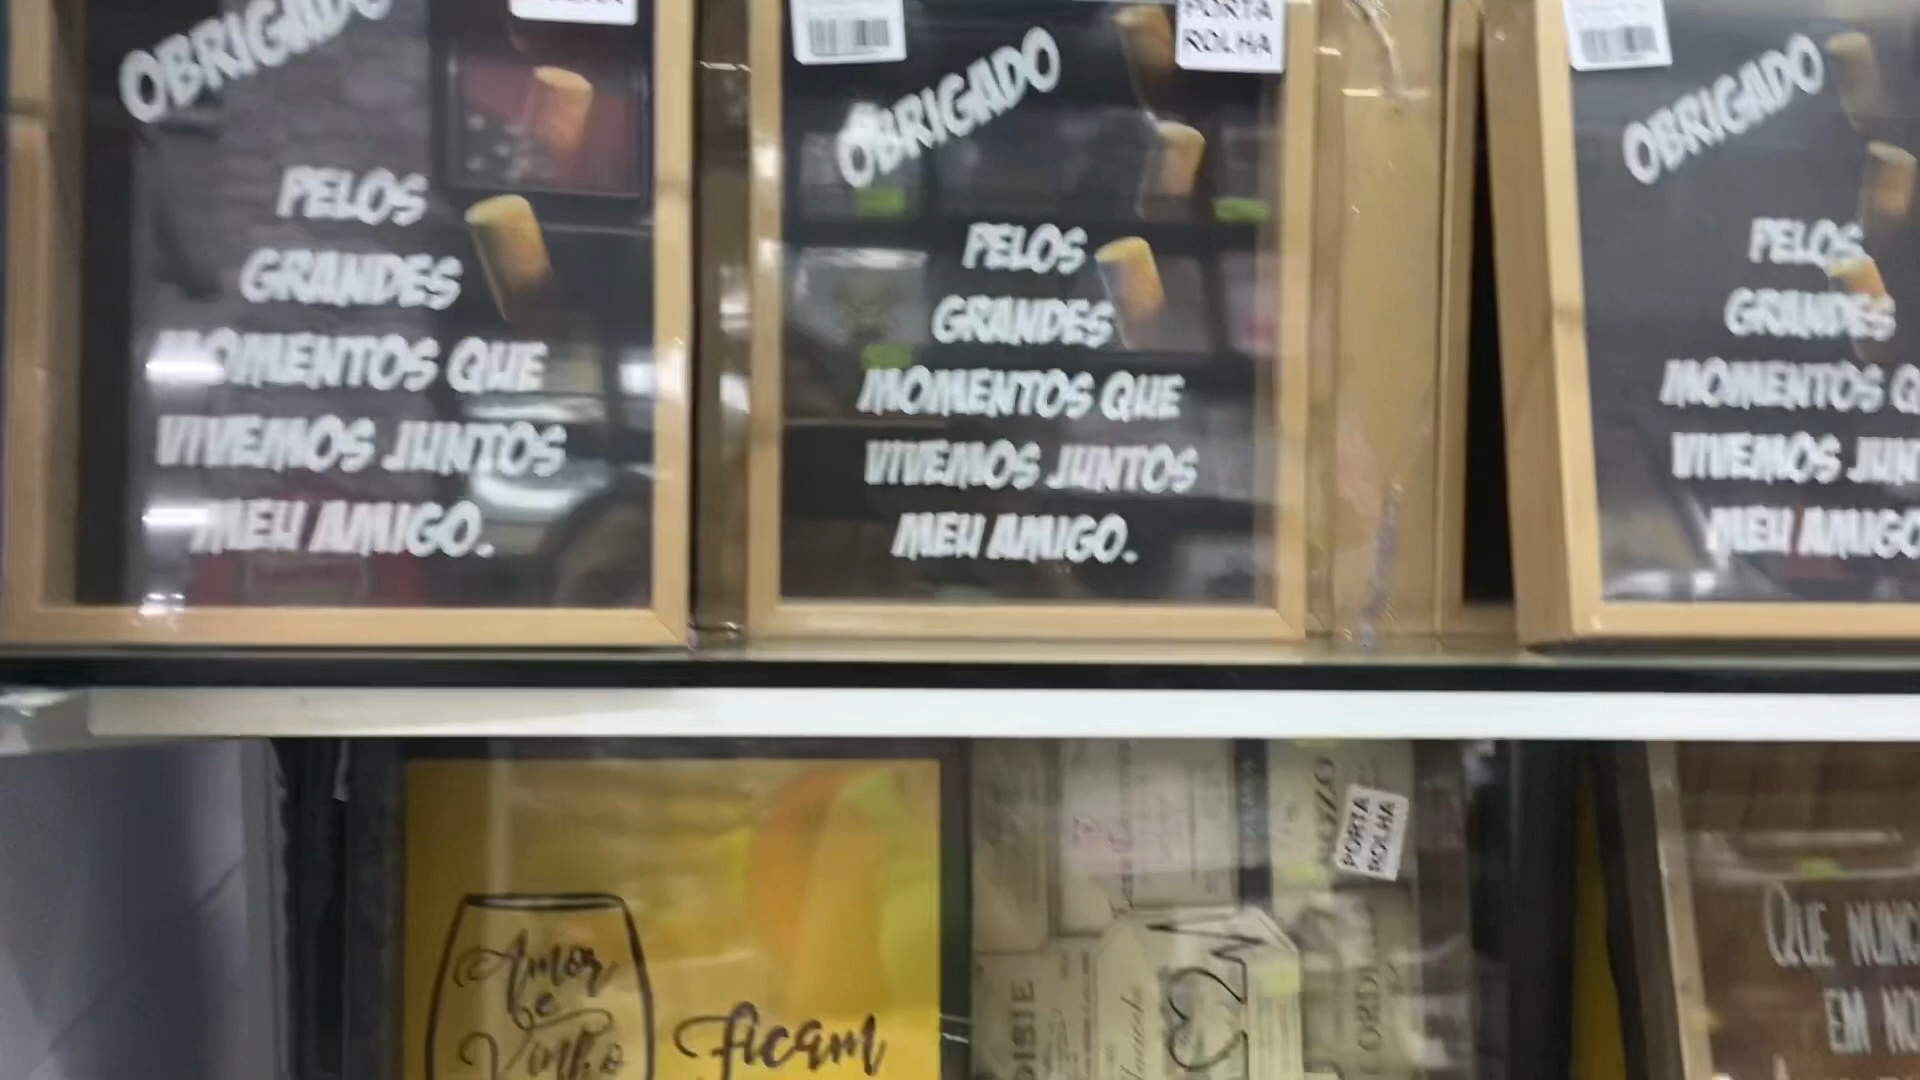 OBRIGADO
PELOS
GRANDES
MOMENTOS QUE
VIVEMOS JUNTOS
MEU AMIGO.
PORTA
ROLHA
OBRIGADO
PELOS
GRANDES
MOMENTOS QUE
VIVEMOS JUNTOS
MEU AMIGO.
OBRIGADO
PELOS
GRANDES
MOMENTOS
VIVEMOS
MEU AMIGO
Amor
e
Vinho
Ficam
PORTA
ROLHA
QUE
EM